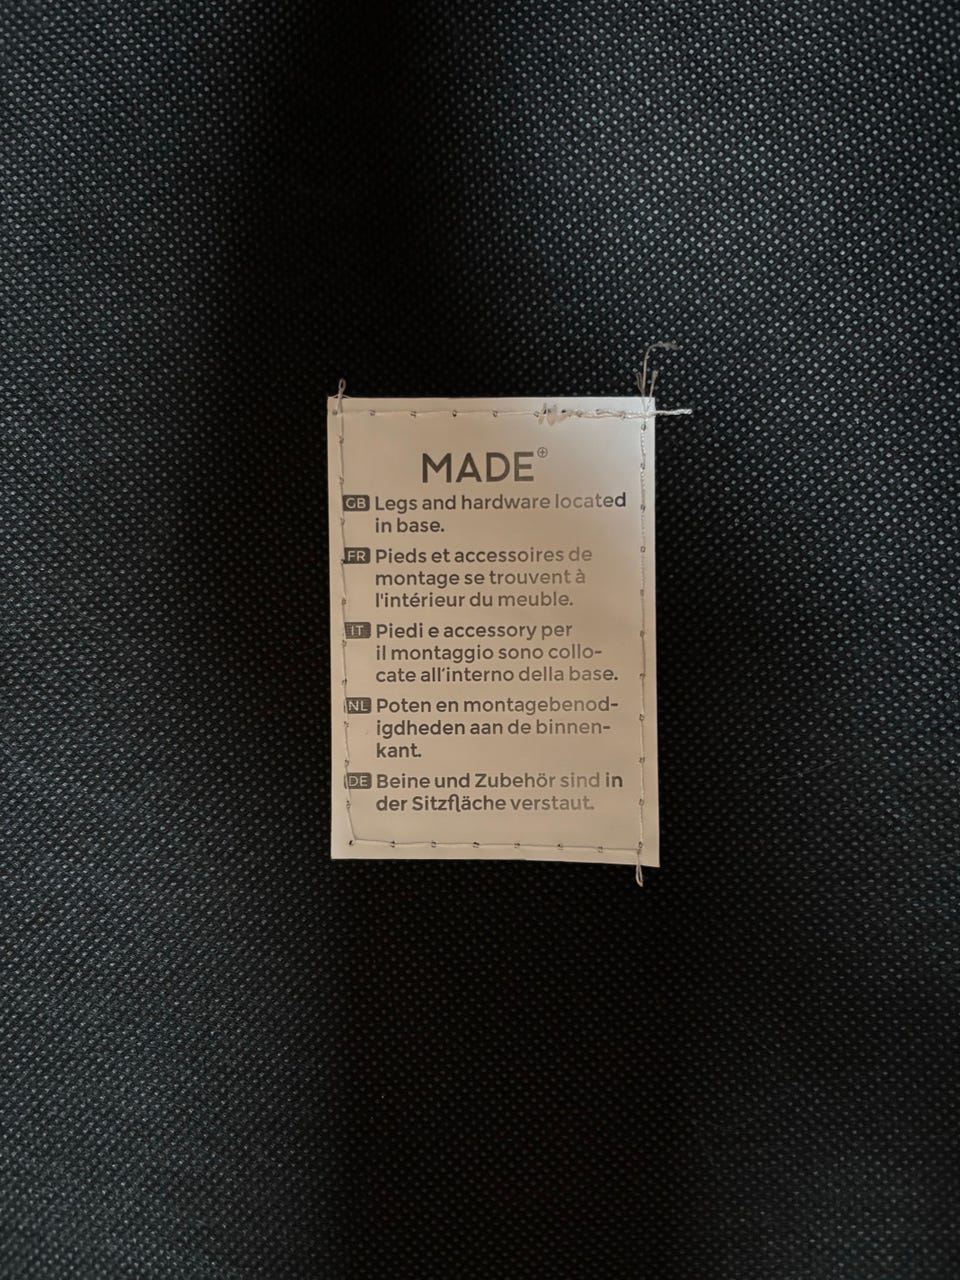 MADE⊕
GB Legs and hardware located
in base.
FR Pieds et accessoires de
montage se trouvent à
l'intérieur du meuble.
IT Piedi e accessory per
il montaggio sono collo-
cate all'interno della base.
NL Poten en montagebenod-
igdheden aan de binnen-
kant.
DE Beine und Zubehör sind in
der Sitzfläche verstaut.